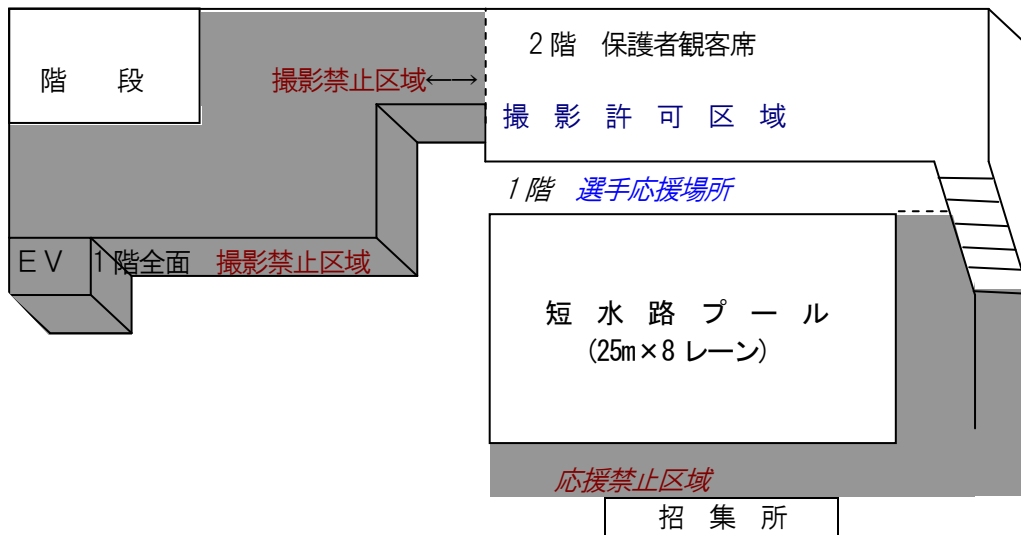 2階 保護者観客席
階 段
撮影禁止区域←→
撮 影 許 可 区 域
1階 選手応援場所
EV 1階全面 撮影禁止区域
短 水 路 プ ー ル
(25m×8 レーン)
応援禁止区域
招 集 所